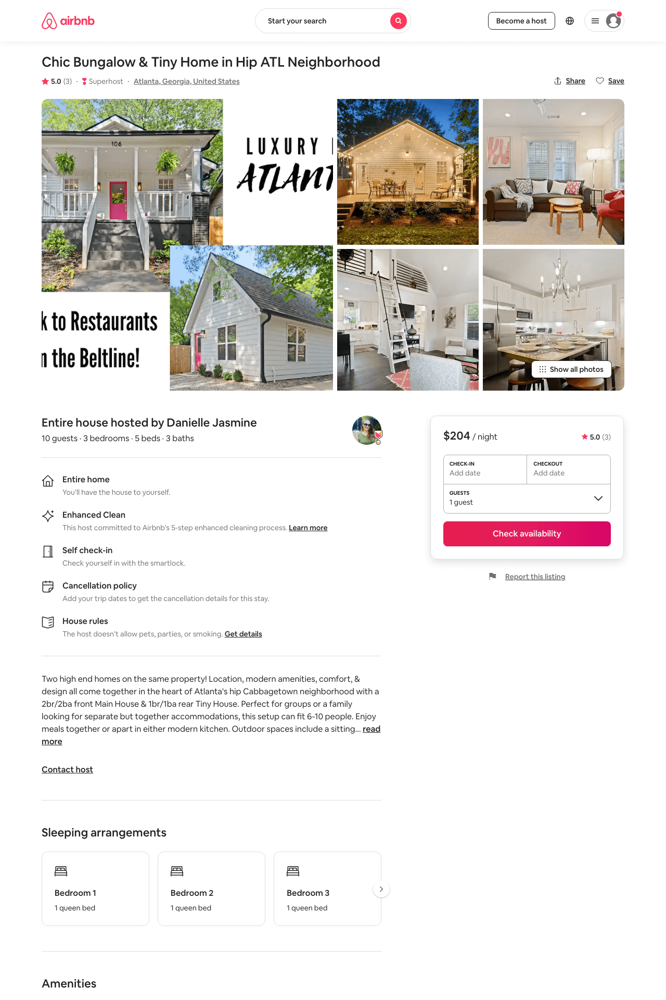 airbnb
Start your search
Become a host
Chic Bungalow & Tiny Home in Hip ATL Neighborhood
5.0 (3) · Superhost · Atlanta, Georgia, United States
Share
Save
106
LUXURY
ATLANT
k to Restaurants
n the Beltline!
Show all photos
Entire house hosted by Danielle Jasmine
10 guests · 3 bedrooms · 5 beds · 3 baths
Entire home
You’ll have the house to yourself.
Enhanced Clean
This host committed to Airbnb's 5-step enhanced cleaning process. Learn more
Self check-in
Check yourself in with the smartlock.
Cancellation policy
Add your trip dates to get the cancellation details for this stay.
House rules
The host doesn’t allow pets, parties, or smoking. Get details
$204 / night
5.0 (3)
CHECK-IN
Add date
CHECKOUT
Add date
GUESTS
1 guest
Check availability
Report this listing
Two high end homes on the same property! Location, modern amenities, comfort, &
design all come together in the heart of Atlanta's hip Cabbagetown neighborhood with a
2br/2ba front Main House & 1br/1ba rear Tiny House. Perfect for groups or a family
looking for separate but together accommodations, this setup can fit 6-10 people. Enjoy
meals together or apart in either modern kitchen. Outdoor spaces include a sitting... read
more
Contact host
Sleeping arrangements
Bedroom 1
1 queen bed
Bedroom 2
1 queen bed
Bedroom 3
1 queen bed
Amenities